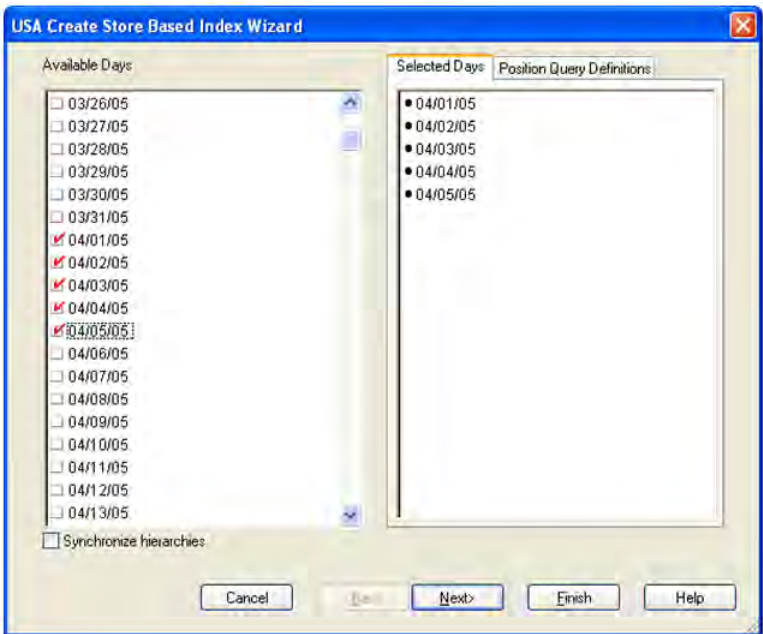 USA Create Store Based Index Wizard
Available Days
Selected Days
Position Query Definitions
03/26/05
03/27/05
03/28/05
03/29/05
03/30/05
03/31/05
04/01/05
04/02/05
04/03/05
04/04/05
04/05/05
04/06/05
04/07/05
04/08/05
04/09/05
04/10/05
04/11/05
04/12/05
04/13/05
• 04/01/05
• 04/02/05
• 04/03/05
• 04/04/05
• 04/05/05
Synchronize hierarchies
Cancel
Next>
Finish
Help